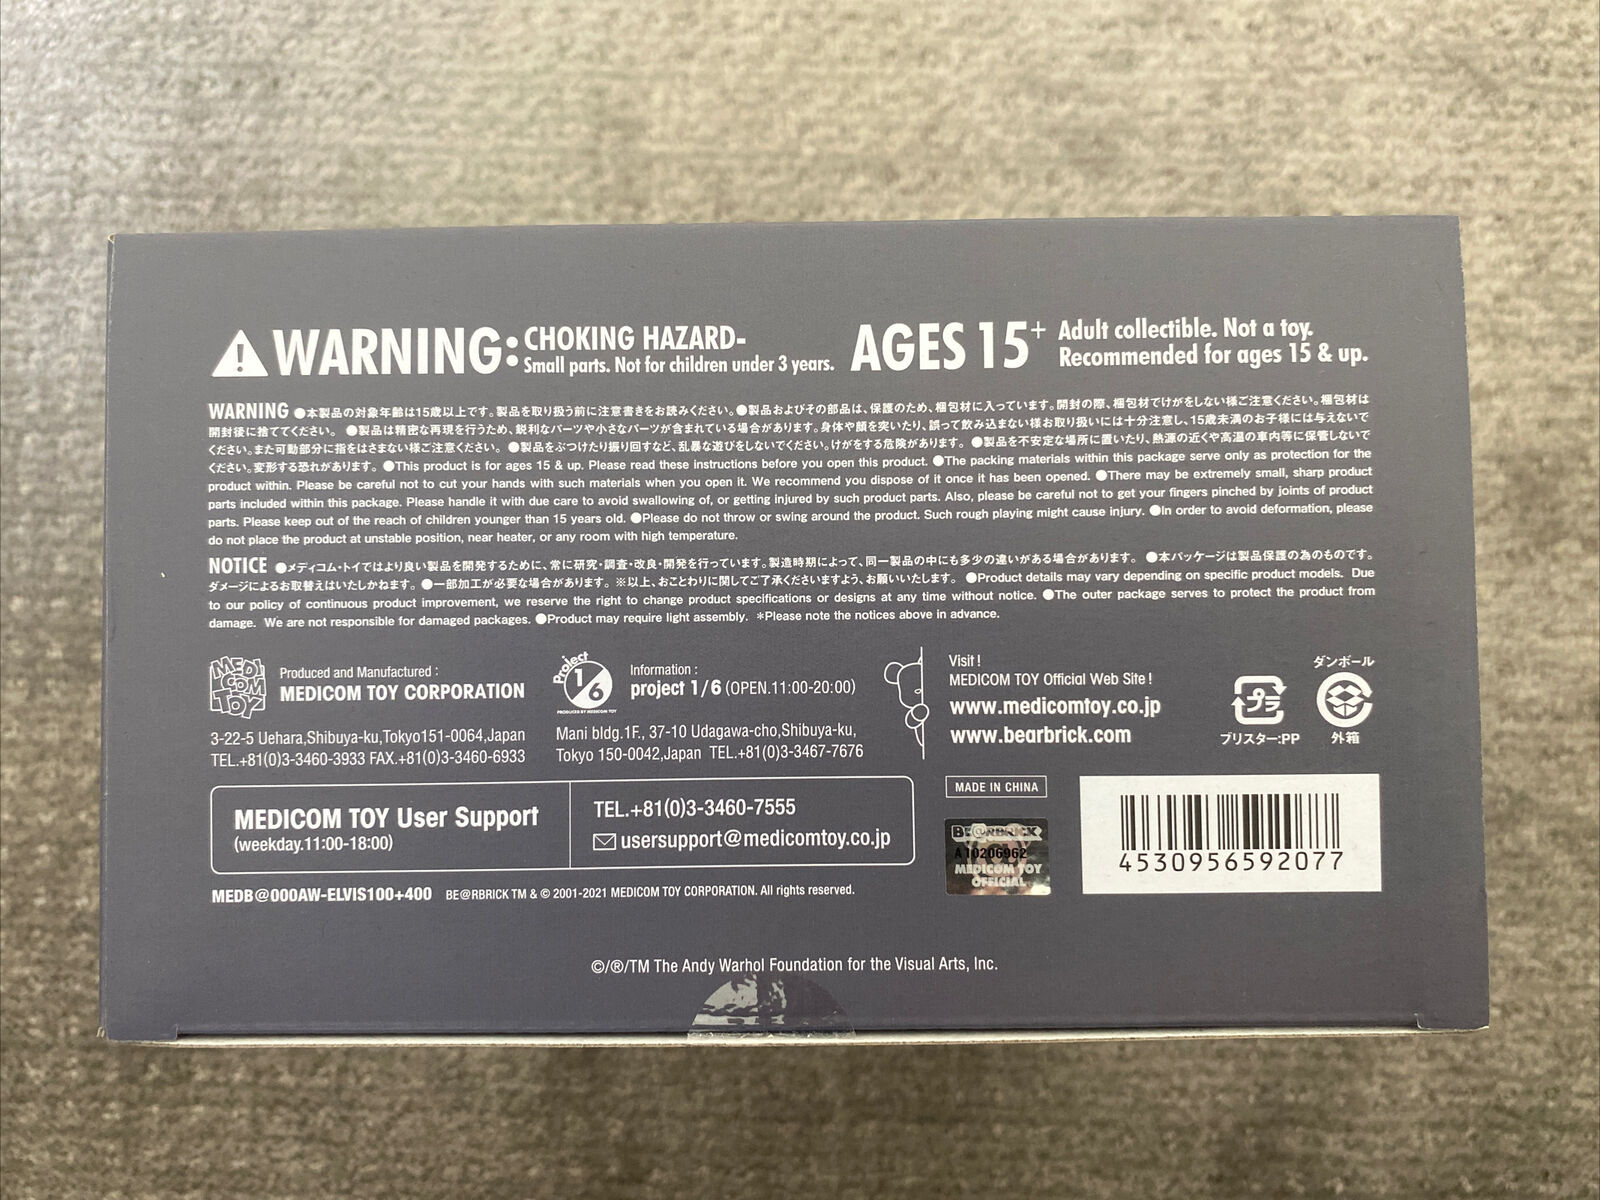 WARNING: CHOKING HAZARD-
Small parts. Not for children under 3 years.
AGES 15+ Adult collectible. Not a toy.
Recommended for ages 15 & up.
WARNING ●本製品の対象年齢は15歳以上です。製品を取り扱う前に注意書きをお読みください。●製品およびその部品は、保護のため、梱包材に入っています。開封の際、梱包材でけがをしない様ご注意ください。梱包材は
開封後に捨ててください。 ●製品は精密な再現を行うため、鋭利なパーツや小さなパーツが含まれている場合があります。身体や顔を突いたり、誤って飲み込まない様お取り扱いには十分注意し、15歳未満のお子様には与えないで
ください。また可動部分に指をはさまない様ご注意ください。 ●製品をぶつけたり振り回すなど、乱暴な遊びをしないでください。けがをする危険があります。 ●製品を不安定な場所に置いたり、熱源の近くや高温の車内等に保管しないで
ください。変形する恐れがあります。 ●This product is for ages 15 & up. Please read these instructions before you open this product. ●The packing materials within this package serve only as protection for the
product within. Please be careful not to cut your hands with such materials when you open it. We recommend you dispose of it once it has been opened. ●There may be extremely small, sharp product
parts included within this package. Please handle it with due care to avoid swallowing of, or getting injured by such product parts. Also, please be careful not to get your fingers pinched by joints of product
parts. Please keep out of the reach of children younger than 15 years old. ●Please do not throw or swing around the product. Such rough playing might cause injury. ●In order to avoid deformation, please
do not place the product at unstable position, near heater, or any room with high temperature.
NOTICE ●メディコム・トイではより良い製品を開発するために、常に研究・調査・改良・開発を行っています。製造時期によって、同一製品の中にも多少の違いがある場合があります。 ●本パッケージは製品保護の為のものです。
ダメージによるお取替えはいたしかねます。 ●一部加工が必要な場合があります。 ※以上、おことわりに関してご了承くださいますよう、お願いいたします。 ●Product details may vary depending on specific product models. Due
to our policy of continuous product improvement, we reserve the right to change product specifications or designs at any time without notice. ●The outer package serves to protect the product from
damage. We are not responsible for damaged packages. ●Product may require light assembly. *Please note the notices above in advance.
MEDI
COM
TOY
Produced and Manufactured :
MEDICOM TOY CORPORATION
3-22-5 Uehara,Shibuya-ku,Tokyo151-0064,Japan
TEL.+81(0)3-3460-3933 FAX.+81(0)3-3460-6933
Project
1/6
PRODUCED BY MEDICOM TOY
Information :
project 1/6 (OPEN.11:00-20:00)
Mani bldg.1F., 37-10 Udagawa-cho,Shibuya-ku,
Tokyo 150-0042,Japan TEL.+81(0)3-3467-7676
Visit !
MEDICOM TOY Official Web Site !
www.medicomtoy.co.jp
www.bearbrick.com
プラ
ブリスター:PP
ダンボール
外箱
MEDICOM TOY User Support
(weekday.11:00-18:00)
TEL.+81(0)3-3460-7555
usersupport@medicomtoy.co.jp
MADE IN CHINA
BE@RBRICK
A10206962
MEDICOM TOY
OFFICIAL
4530956592077
MEDB@000AW-ELVIS100+400 BE@RBRICK TM & © 2001-2021 MEDICOM TOY CORPORATION. All rights reserved.
©/®/TM The Andy Warhol Foundation for the Visual Arts, Inc.